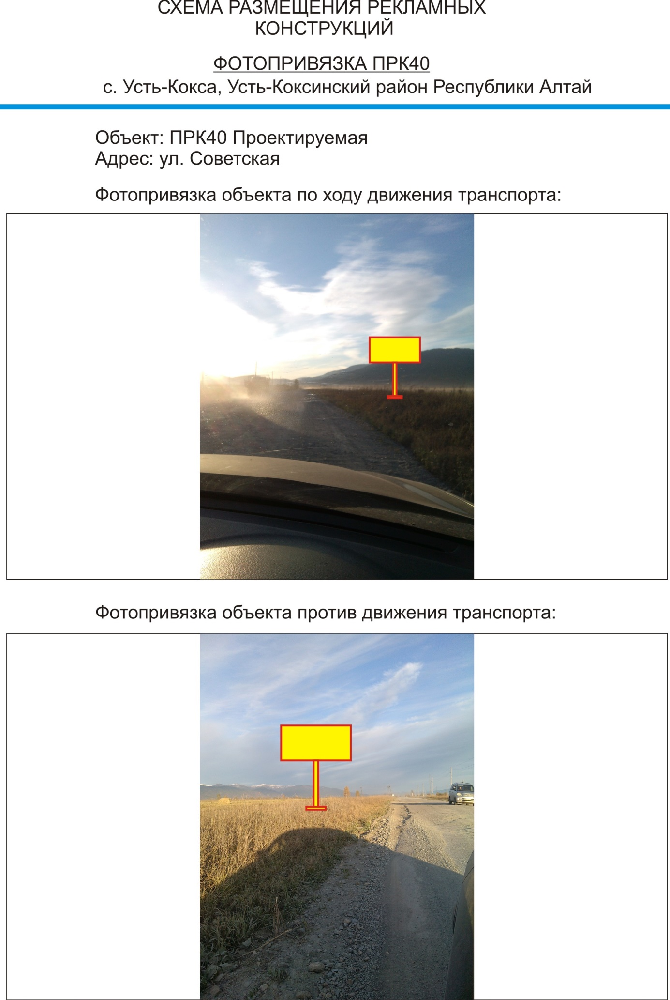 СХЕМА РАЗМЕЩЕНИЯ РЕКЛАМНЫХ
КОНСТРУКЦИЙ
ФОТОПРИВЯЗКА ПРК40
с. Усть-Кокса, Усть-Коксинский район Республики Алтай
Объект: ПРК40 Проектируемая
Адрес: ул. Советская
Фотопривязка объекта по ходу движения транспорта:
Фотопривязка объекта против движения транспорта: